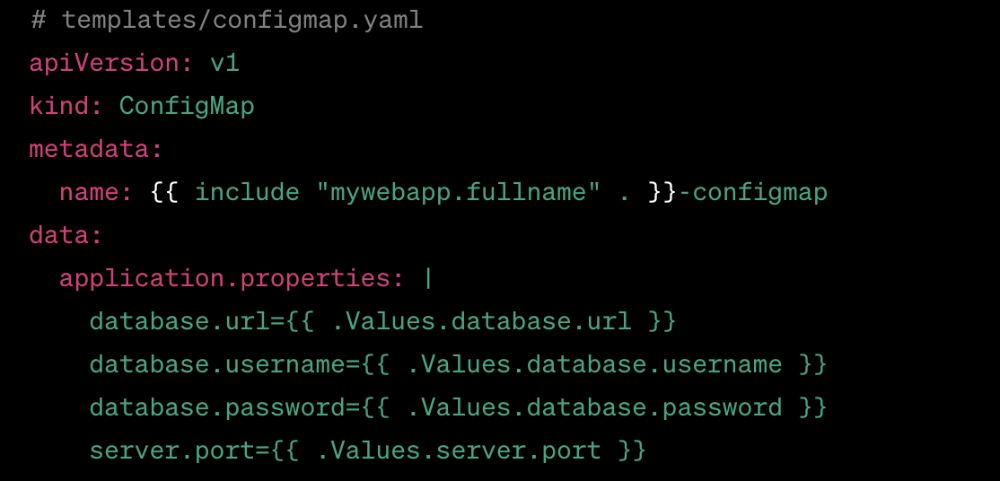 # templates/configmap.yaml
apiVersion: v1
kind: ConfigMap
metadata:
  name: {{ include "mywebapp.fullname" . }}-configmap
data:
  application.properties: |
    database.url={{ .Values.database.url }}
    database.username={{ .Values.database.username }}
    database.password={{ .Values.database.password }}
    server.port={{ .Values.server.port }}